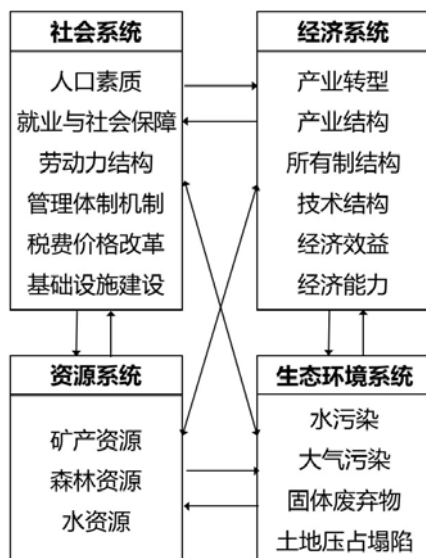 社会系统
人口素质
就业与社会保障
劳动力结构
管理体制机制
税费价格改革
基础设施建设
经济系统
产业转型
产业结构
所有制结构
技术结构
经济效益
经济能力
资源系统
矿产资源
森林资源
水资源
生态环境系统
水污染
大气污染
固体废弃物
土地压占塌陷